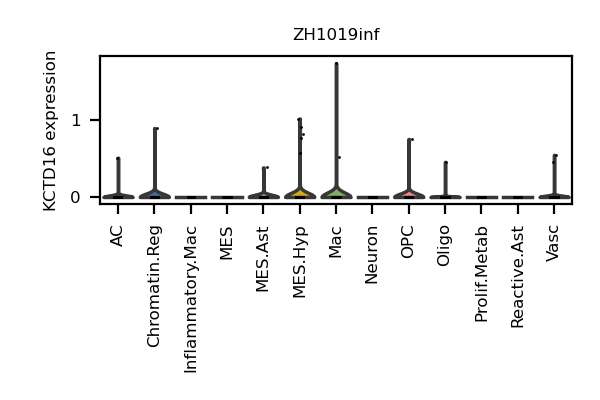 ZH1019inf
KCTD16 expression
1
0
AC
Chromatin.Reg
Inflammatory.Mac
MES
MES.Ast
MES.Hyp
Mac
Neuron
OPC
Oligo
Prolif.Metab
Reactive.Ast
Vasc